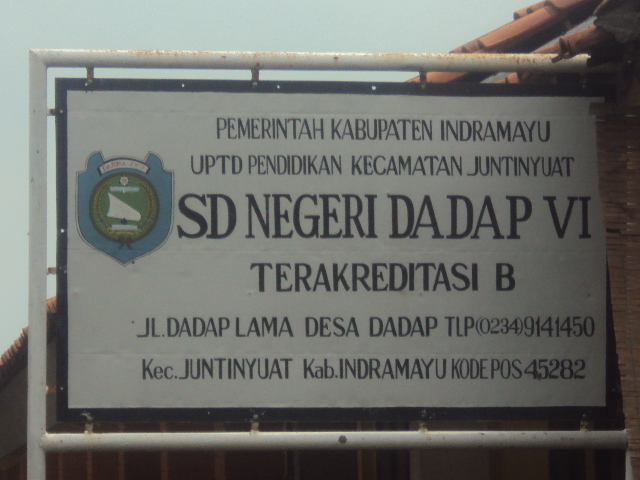 PEMERINTAH KABUPATEN INDRAMAYU
UPTD PENDIDIKAN KECAMATAN JUNTINYUAT
SD NEGERI DADAP VI
TERAKREDITASI B
JL.DADAP LAMA DESA DADAP TLP(0234)9141450
Kec.JUNTINYUAT Kab.INDRAMAYU KODE POS 45282